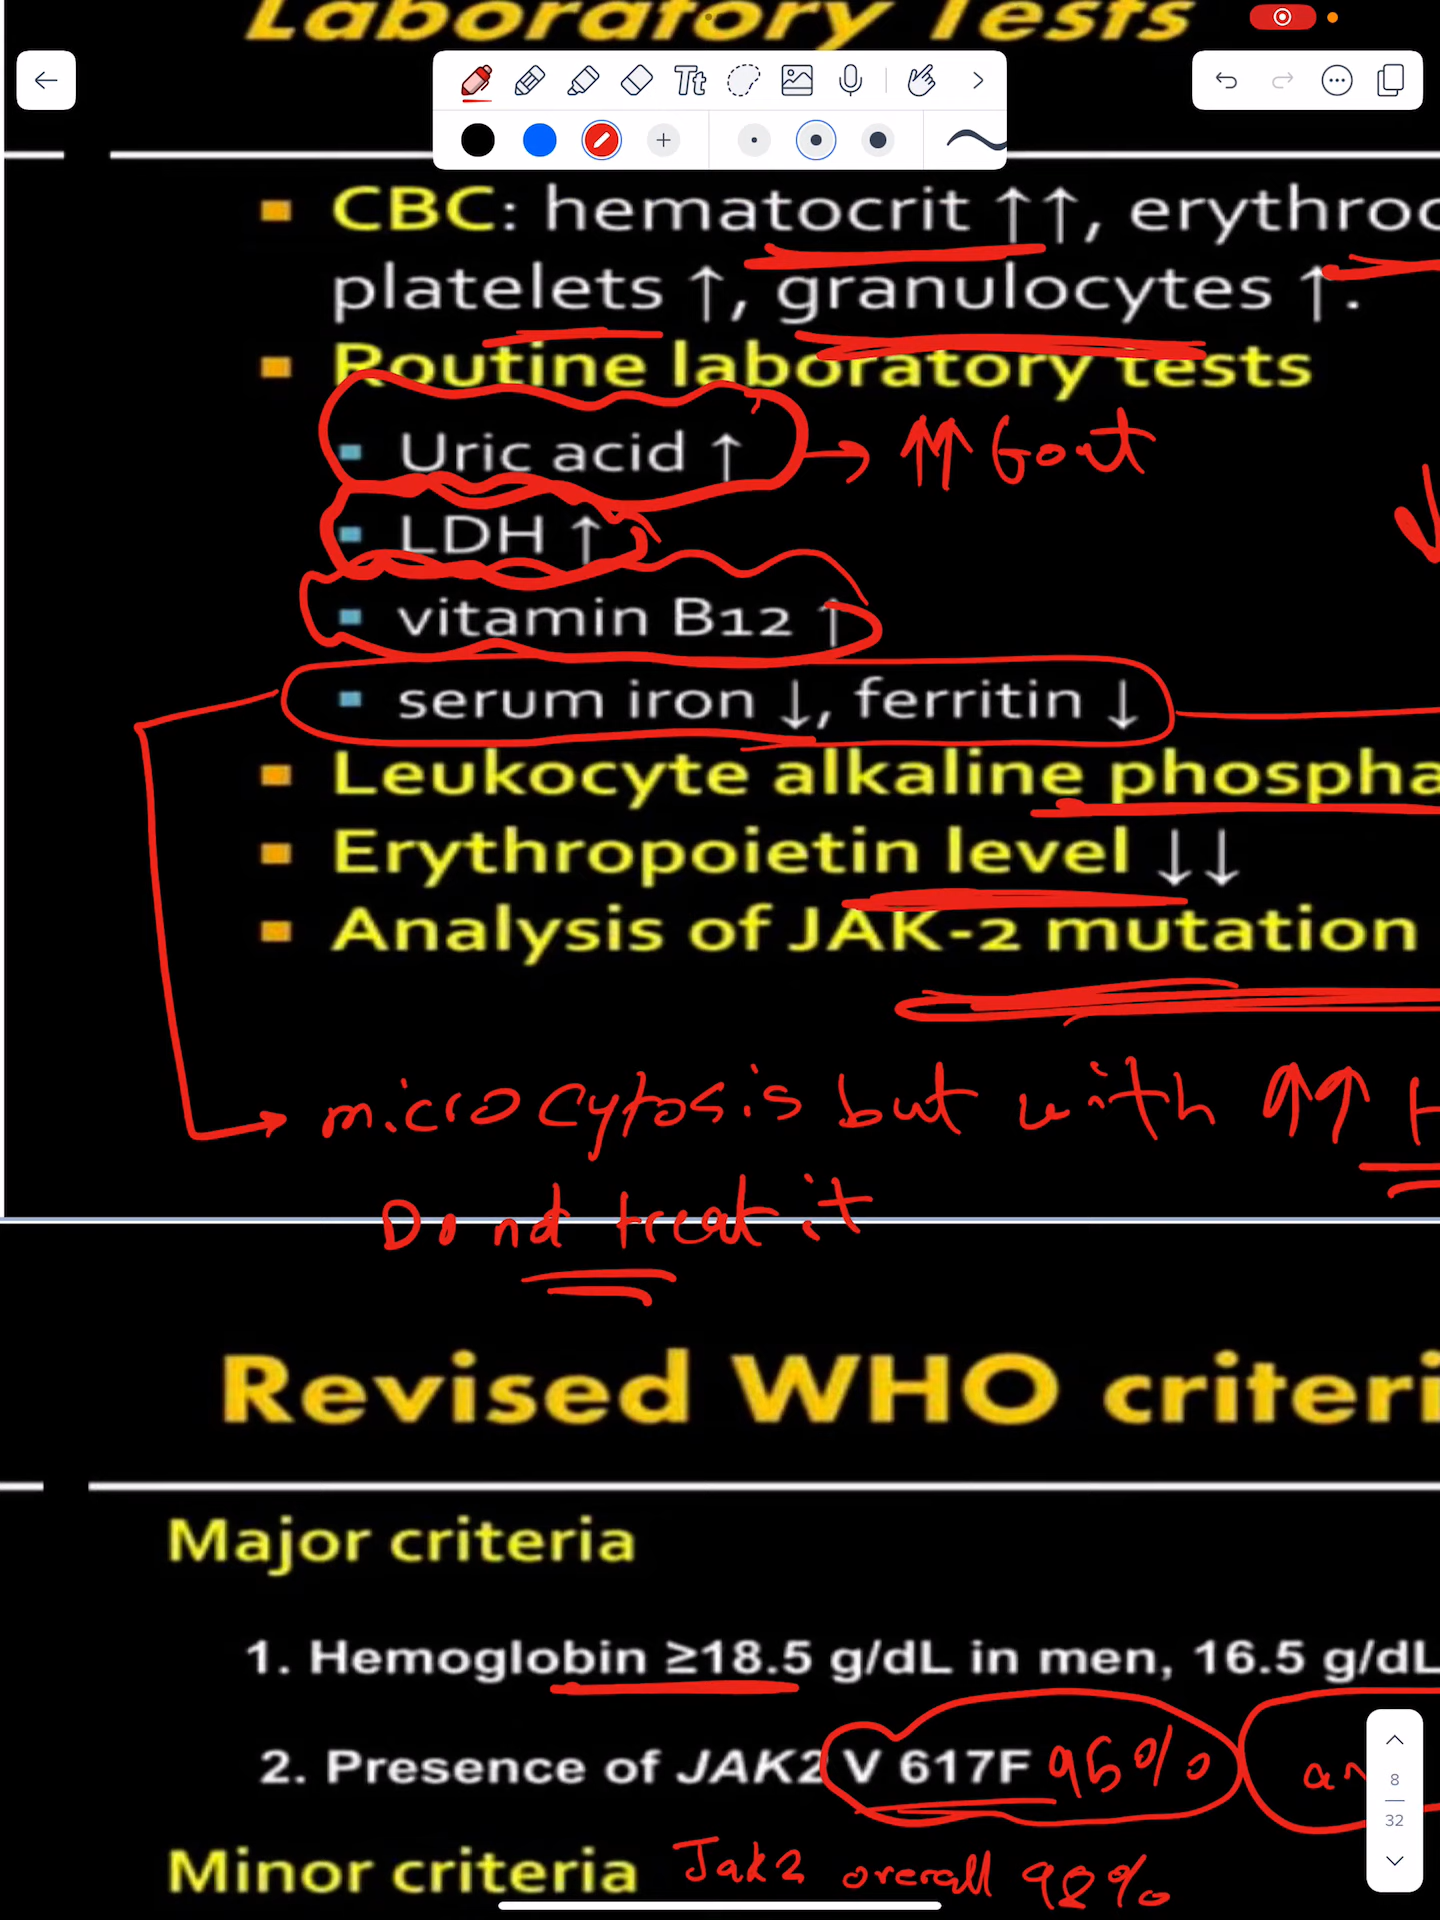 Laboratory Tests
Tt
CBC: hematocrit ↑↑, erythroc
platelets ↑, granulocytes ↑.
Routine laboratory tests
Uric acid ↑ → ↑↑ Gout
LDH ↑
vitamin B12 ↑
serum iron ↓, ferritin ↓
Leukocyte alkaline phospha
Erythropoietin level ↓↓
Analysis of JAK-2 mutation
microcytosis but with ↑↑ H
Do not treat it
Revised WHO criteri
Major criteria
1. Hemoglobin ≥18.5 g/dL in men, 16.5 g/dL
2. Presence of JAK2 V 617F 95%
8
32
Minor criteria Jak2 overall 98%